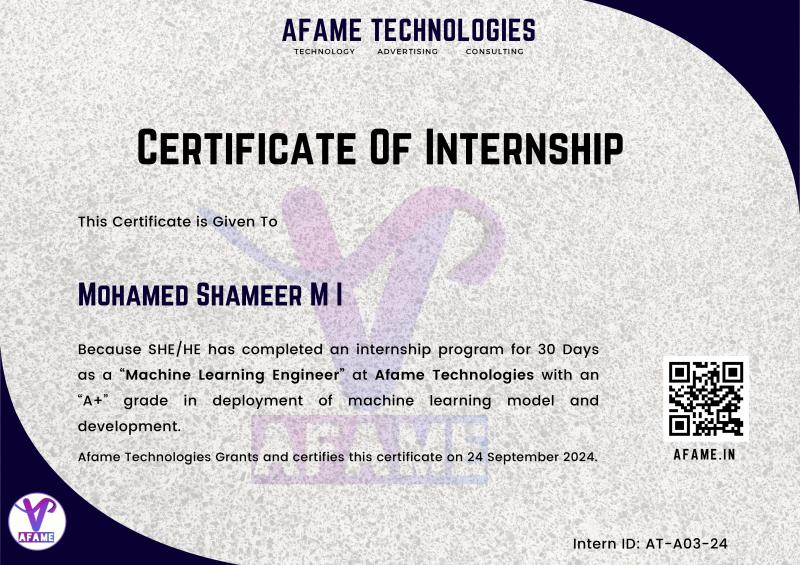 AFAME TECHNOLOGIES
TECHNOLOGY ADVERTISING CONSULTING
Certificate Of Internship
This Certificate is Given To
Mohamed Shameer M I
Because SHE/HE has completed an internship program for 30 Days
as a “Machine Learning Engineer” at Afame Technologies with an
“A+” grade in deployment of machine learning model and
development.
Afame Technologies Grants and certifies this certificate on 24 September 2024.
AFAME
AFAME.IN
AFAME
Intern ID: AT-A03-24